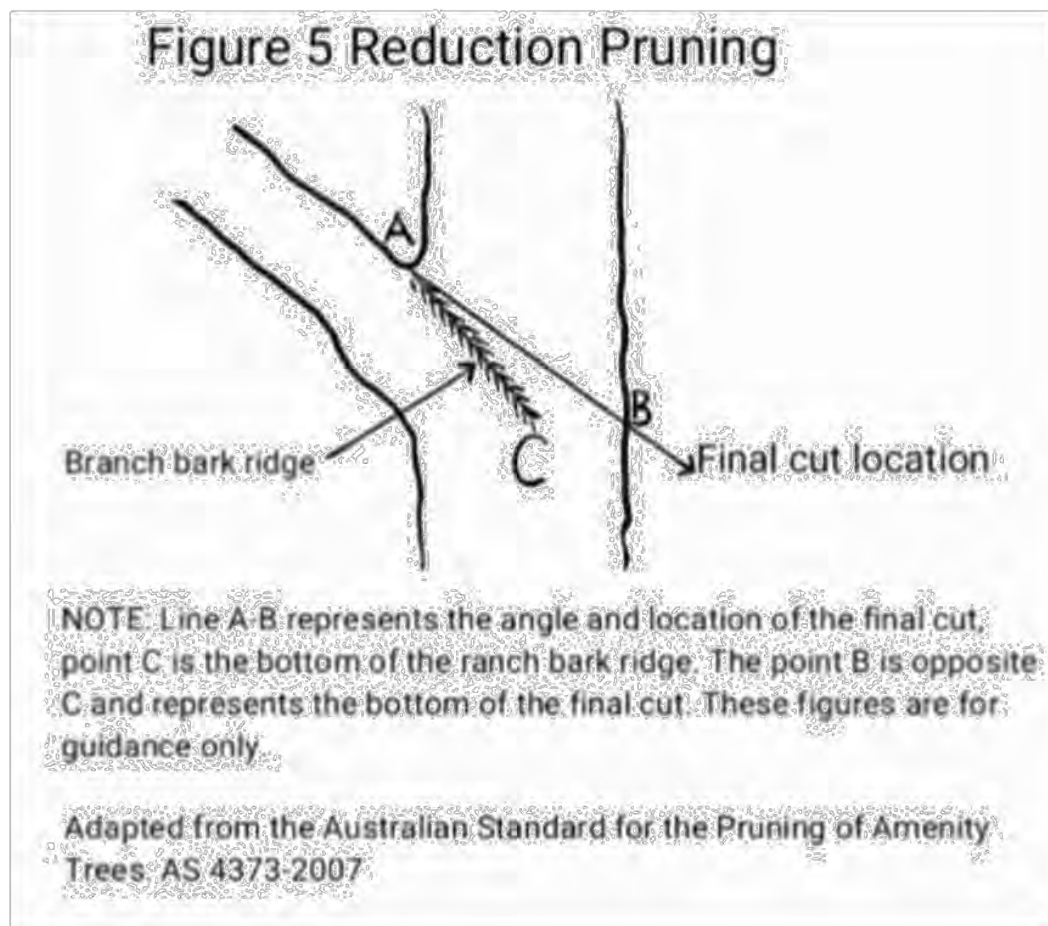 Figure 5 Reduction Pruning
A
B
Branch bark ridge
C
Final cut location
NOTE: Line A-B represents the angle and location of the final cut,
point C is the bottom of the ranch bark ridge. The point B is opposite
C and represents the bottom of the final cut. These figures are for
guidance only.
Adapted from the Australian Standard for the Pruning of Amenity
Trees. AS 4373-2007